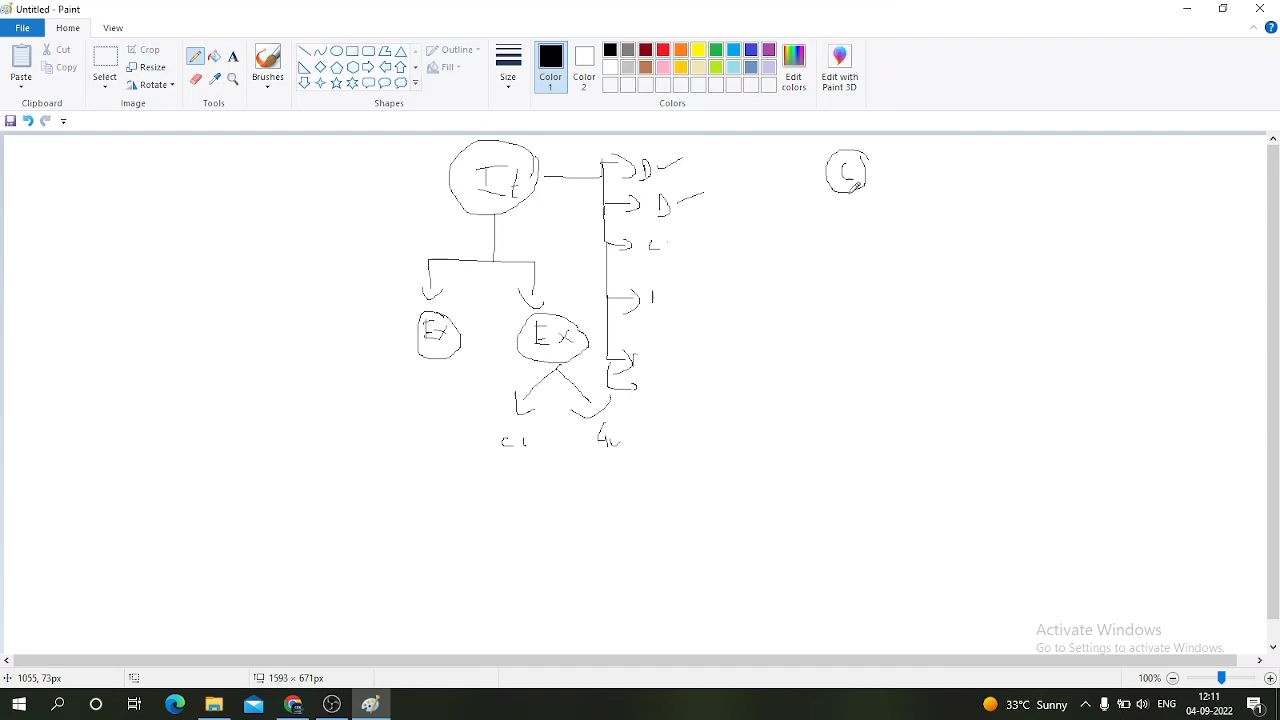 Untitled - Paint
File Home View
Paste
Cut
Copy
Clipboard
Select
Crop
Resize
Rotate
Image
A
Tools
Brushes
Shapes
Outline
Fill
Size
Color 1
Color 2
Colors
Edit colors
Edit with Paint 3D
D
D
Ex
Ex
Activate Windows
Go to Settings to activate Windows.
1055, 73px
1593 × 671px
100%
33°C Sunny
ENG
12:11
04-09-2022
1